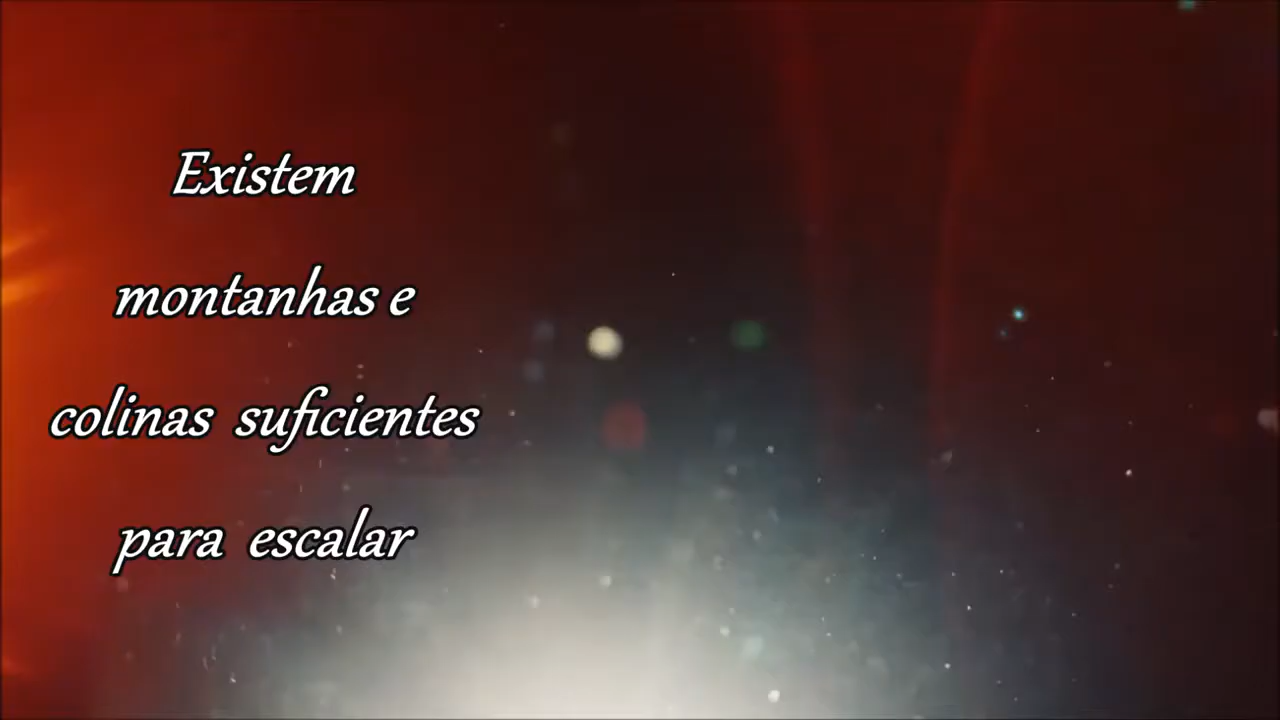 Existem
montanhas e
colinas suficientes
para escalar